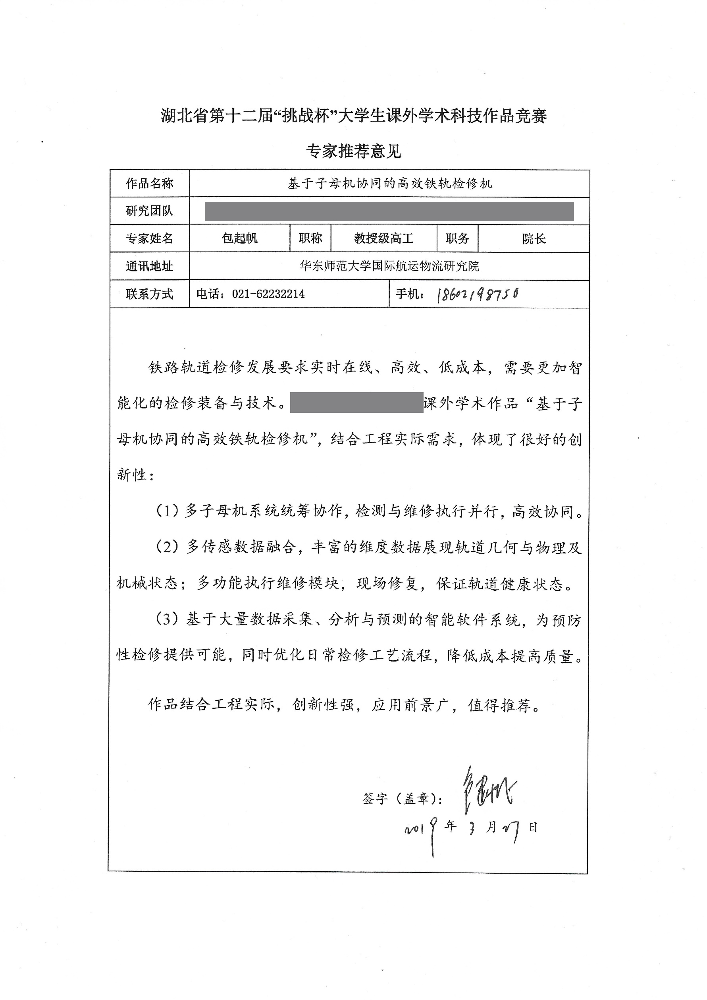 湖北省第十二届“挑战杯”大学生课外学术科技作品竞赛
专家推荐意见
作品名称 基于子母机协同的高效铁轨检修机
研究团队
专家姓名 包起帆 职称 教授级高工 职务 院长
通讯地址 华东师范大学国际航运物流研究院
联系方式 电话：021-62232214 手机：18602198750
铁路轨道检修发展要求实时在线、高效、低成本，需要更加智
能化的检修装备与技术。课外学术作品“基于子
母机协同的高效铁轨检修机”，结合工程实际需求，体现了很好的创
新性：
（1）多子母机系统统筹协作，检测与维修执行并行，高效协同。
（2）多传感数据融合，丰富的维度数据展现轨道几何与物理及
机械状态；多功能执行维修模块，现场修复，保证轨道健康状态。
（3）基于大量数据采集、分析与预测的智能软件系统，为预防
性检修提供可能，同时优化日常检修工艺流程，降低成本提高质量。
作品结合工程实际，创新性强，应用前景广，值得推荐。
签字（盖章）：包起帆
2019 年 3 月 27 日